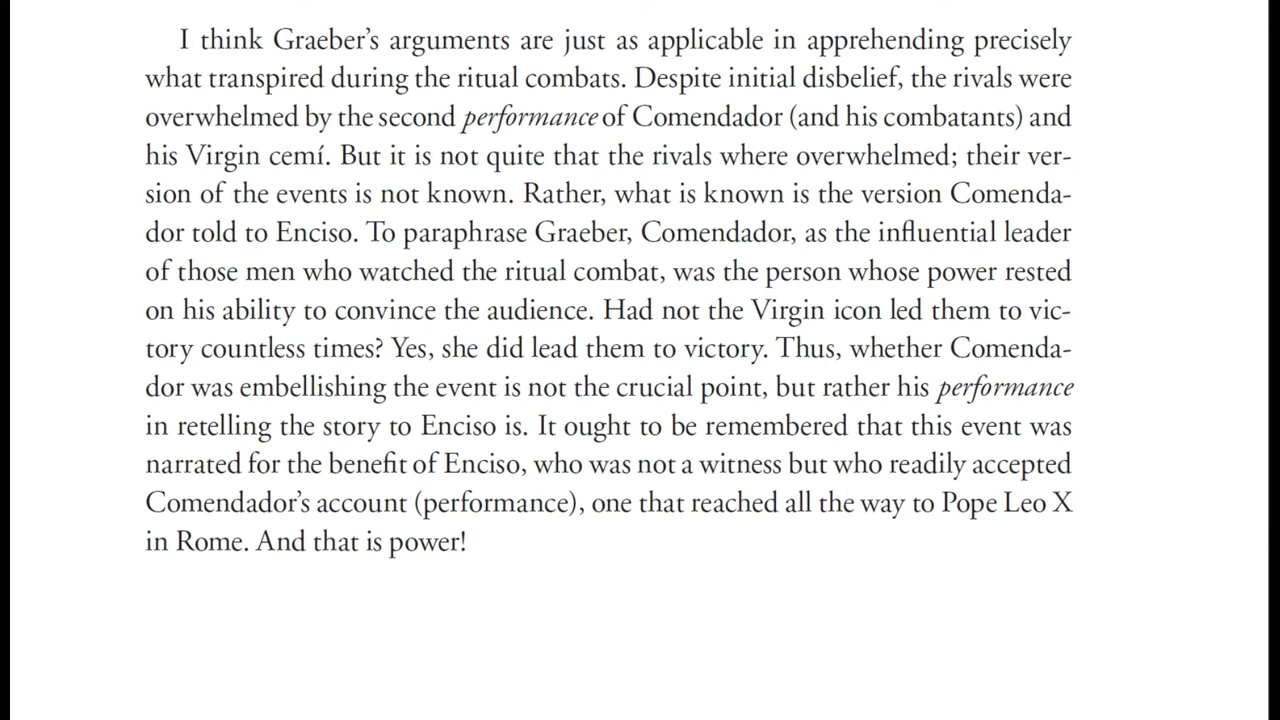 I think Graeber’s arguments are just as applicable in apprehending precisely
what transpired during the ritual combats. Despite initial disbelief, the rivals were
overwhelmed by the second performance of Comendador (and his combatants) and
his Virgin cemí. But it is not quite that the rivals where overwhelmed; their ver-
sion of the events is not known. Rather, what is known is the version Comenda-
dor told to Enciso. To paraphrase Graeber, Comendador, as the influential leader
of those men who watched the ritual combat, was the person whose power rested
on his ability to convince the audience. Had not the Virgin icon led them to vic-
tory countless times? Yes, she did lead them to victory. Thus, whether Comenda-
dor was embellishing the event is not the crucial point, but rather his performance
in retelling the story to Enciso is. It ought to be remembered that this event was
narrated for the benefit of Enciso, who was not a witness but who readily accepted
Comendador’s account (performance), one that reached all the way to Pope Leo X
in Rome. And that is power!